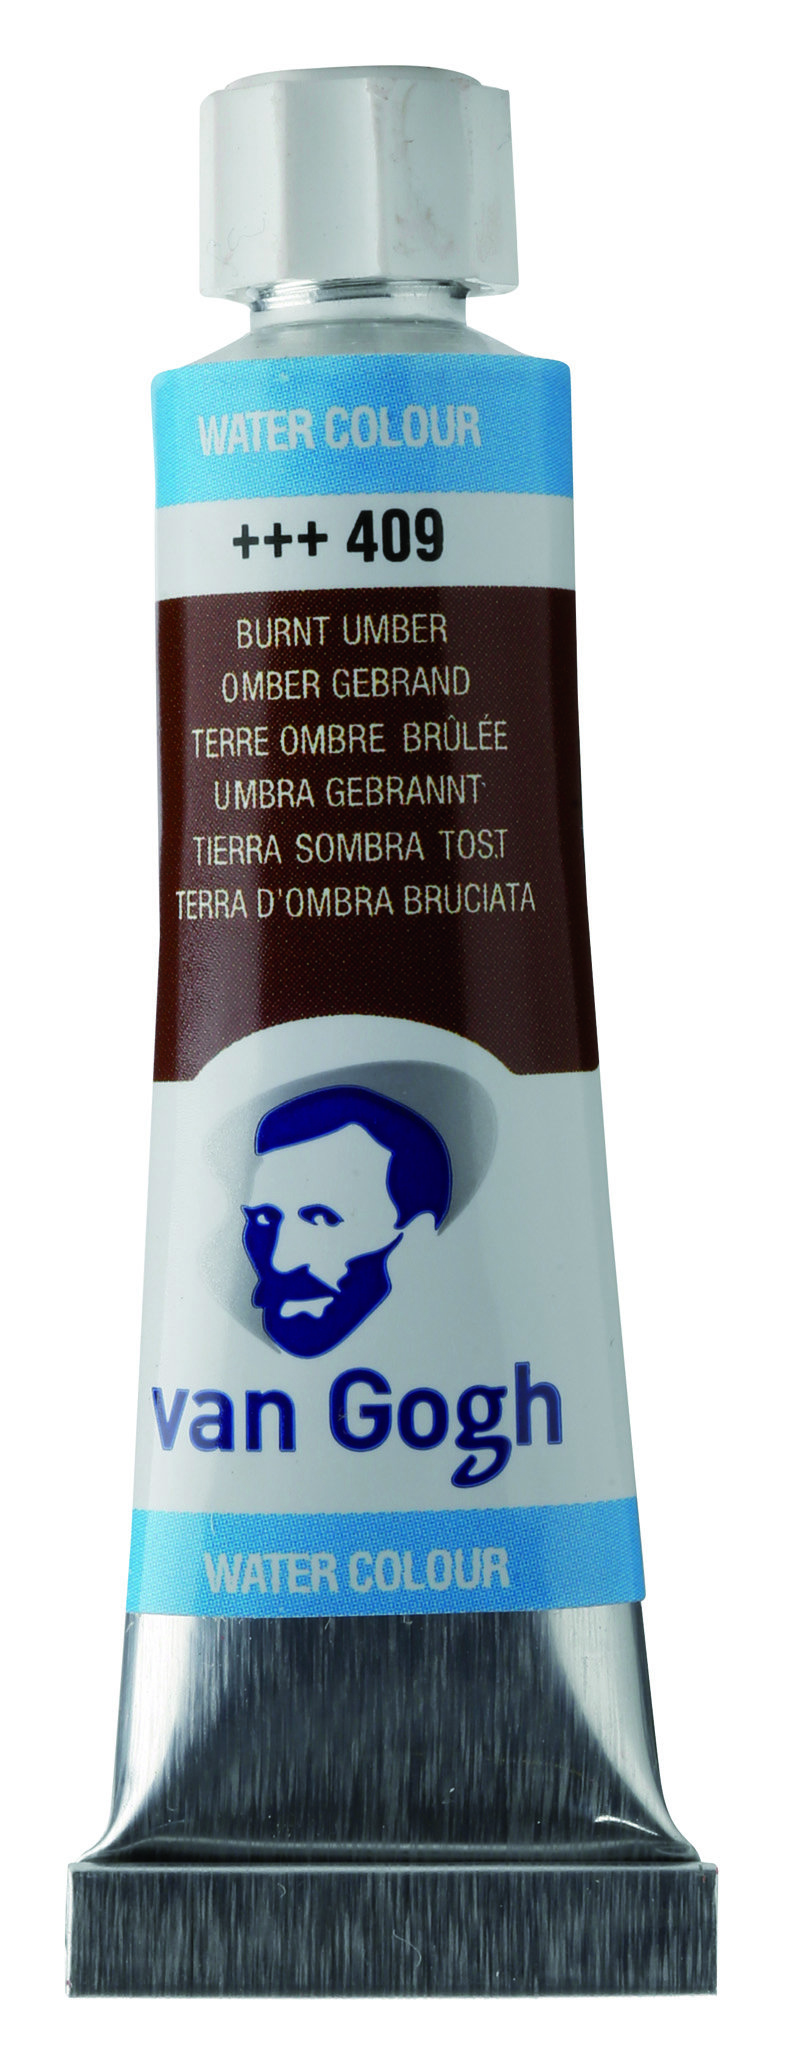 WATER COLOUR
+++ 409
BURNT UMBER
OMBER GEBRAND
TERRE OMBRE BRÛLÉE
UMBRA GEBRANNT
TIERRA SOMBRA TOST.
TERRA D'OMBRA BRUCIATA
van Gogh
WATER COLOUR